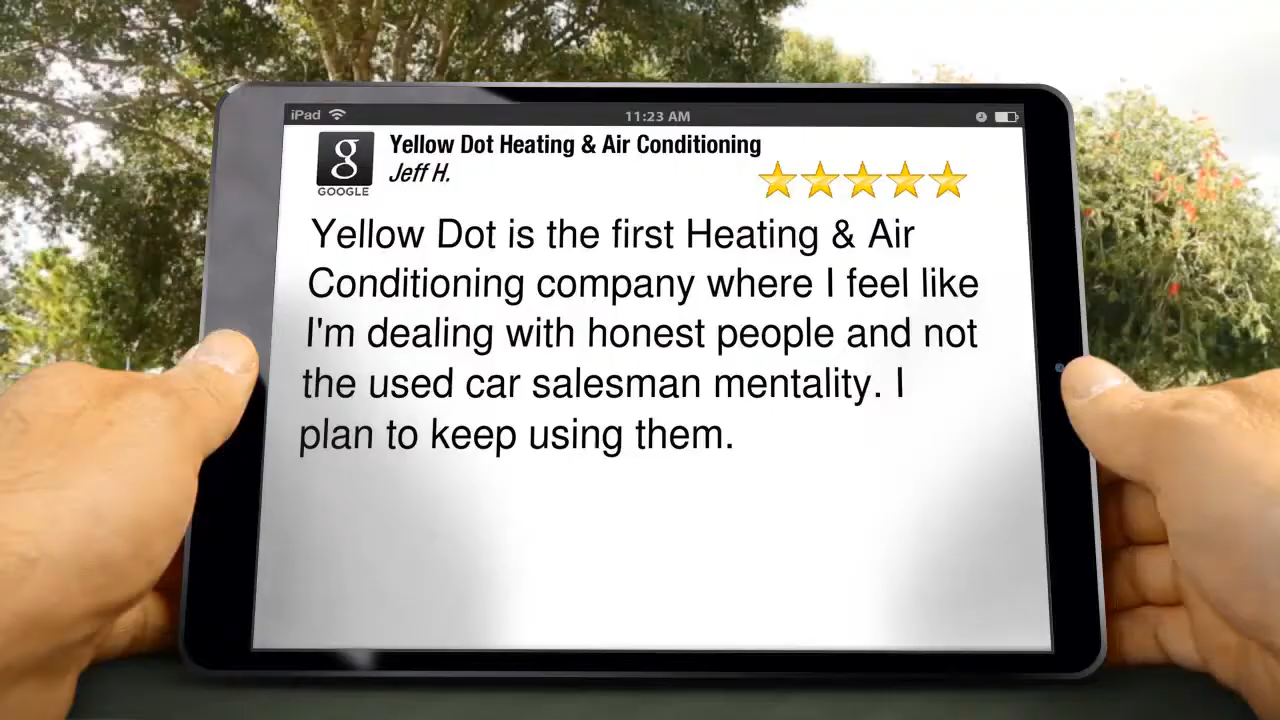 iPad
11:23 AM
g
GOOGLE
Yellow Dot Heating & Air Conditioning
Jeff H.
Yellow Dot is the first Heating & Air
Conditioning company where I feel like
I'm dealing with honest people and not
the used car salesman mentality. I
plan to keep using them.